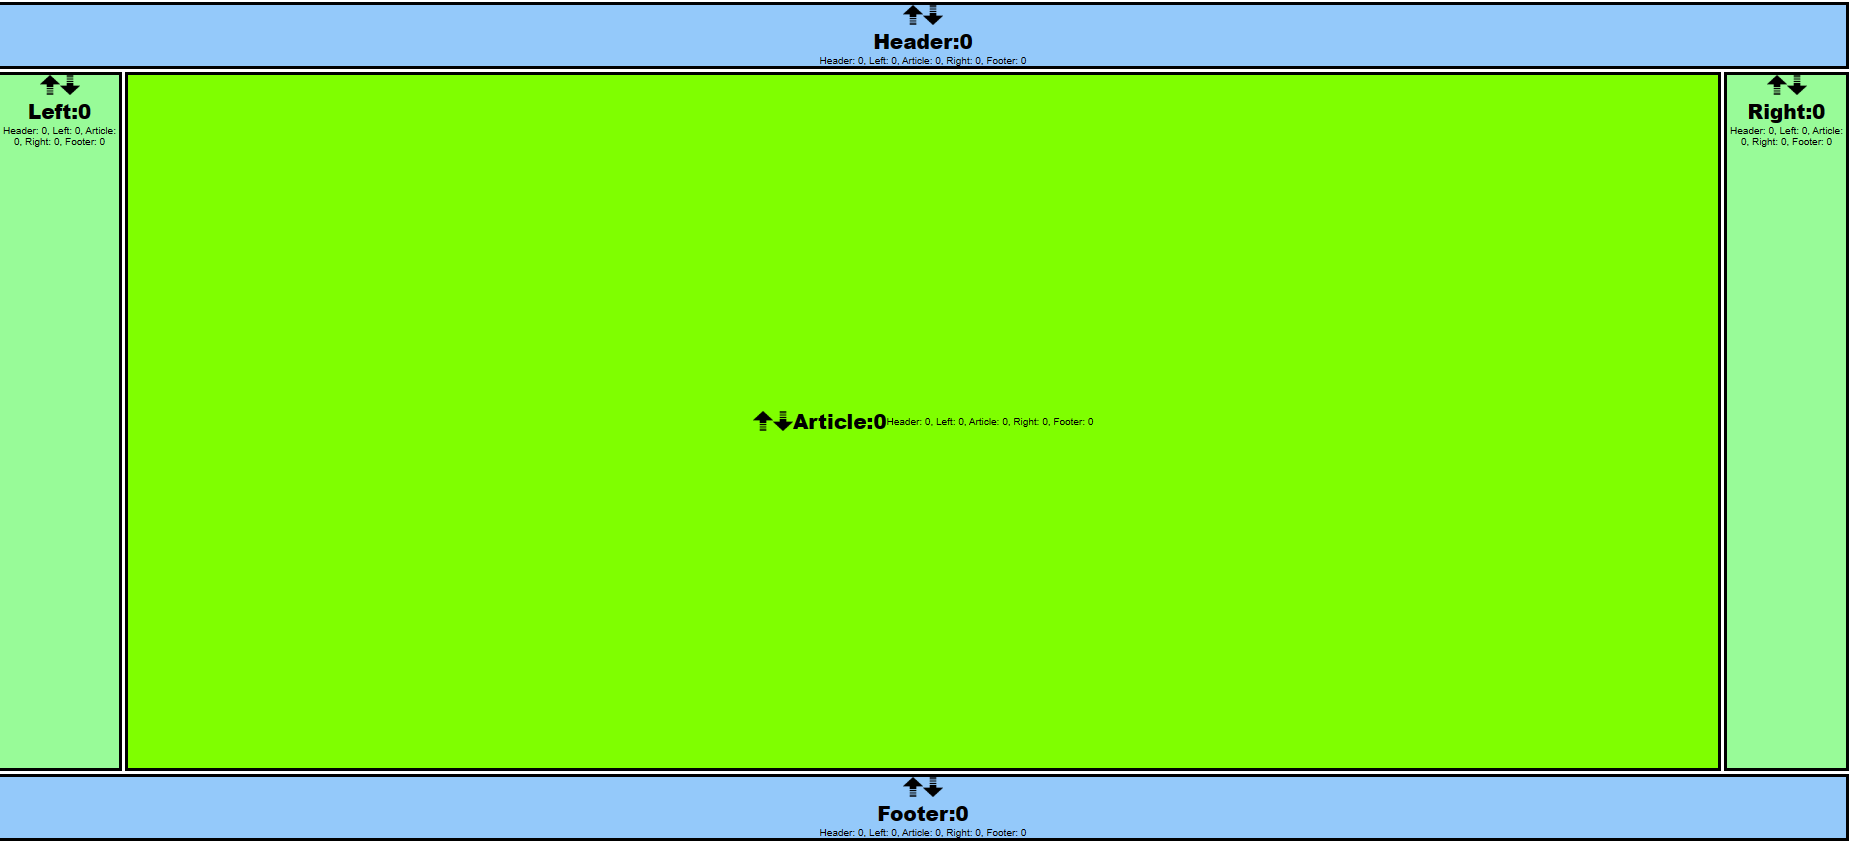 Header:0
Header: 0, Left: 0, Article: 0, Right: 0, Footer: 0
Left:0
Header: 0, Left: 0, Article:
0, Right: 0, Footer: 0
Article:0 Header: 0, Left: 0, Article: 0, Right: 0, Footer: 0
Right:0
Header: 0, Left: 0, Article:
0, Right: 0, Footer: 0
Footer:0
Header: 0, Left: 0, Article: 0, Right: 0, Footer: 0